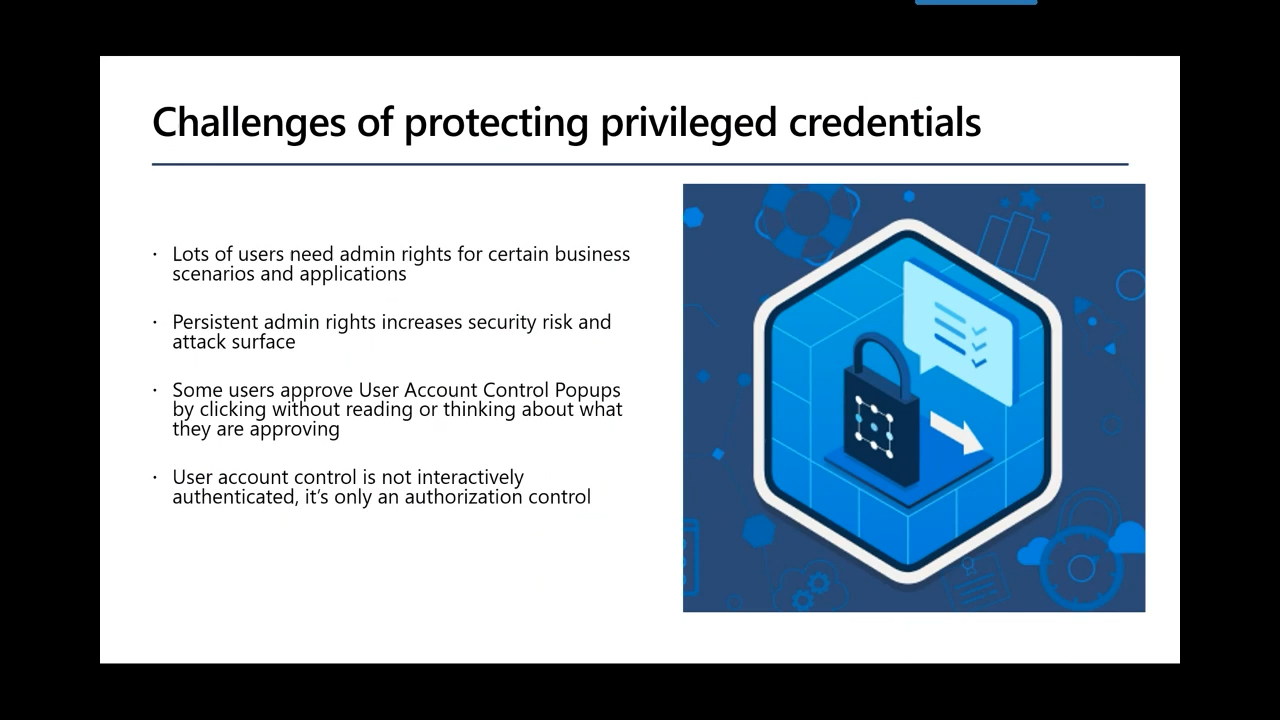 Challenges of protecting privileged credentials
· Lots of users need admin rights for certain business
scenarios and applications
· Persistent admin rights increases security risk and
attack surface
· Some users approve User Account Control Popups
by clicking without reading or thinking about what
they are approving
· User account control is not interactively
authenticated, it’s only an authorization control